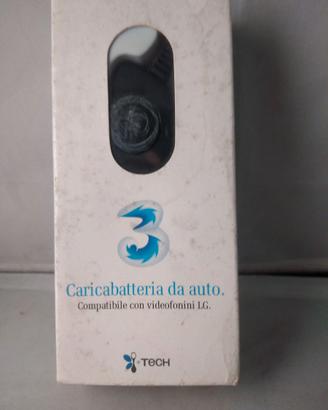 3
Caricabatteria da auto.
Compatibile con videofonini LG.
TECH